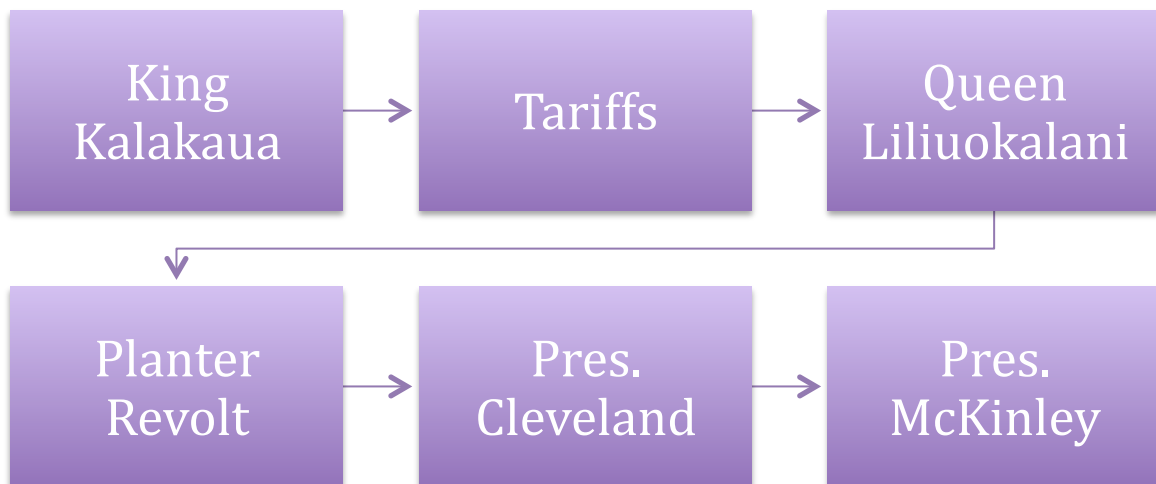 King
Kalakaua
Tariffs
Queen
Liliuokalani
Planter
Revolt
Pres.
Cleveland
Pres.
McKinley